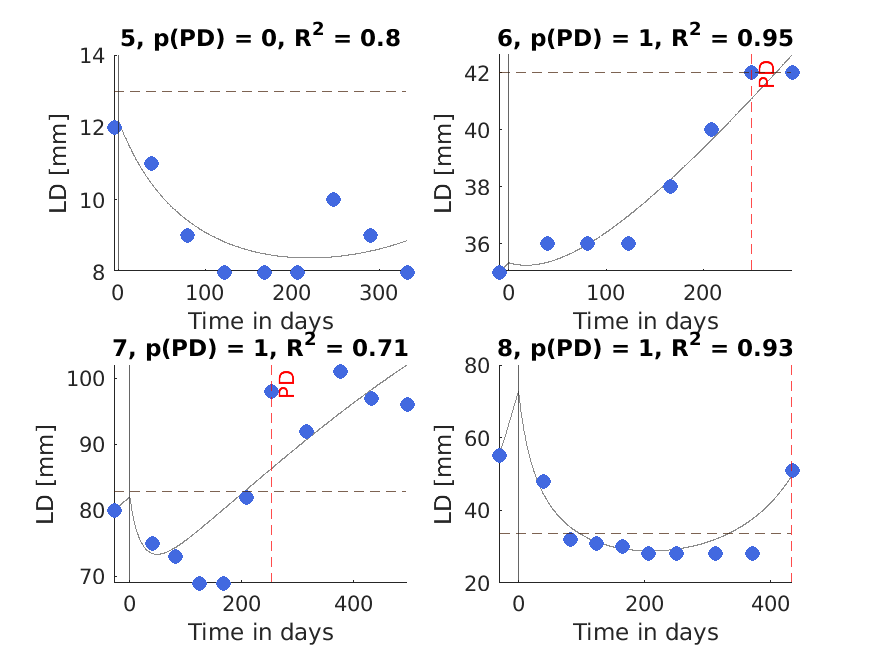 5, p(PD) = 0, R² = 0.8
14
12
10
8
LD [mm]
0 100 200 300
Time in days
6, p(PD) = 1, R² = 0.95
42
40
38
36
LD [mm]
PD
0 100 200
Time in days
7, p(PD) = 1, R² = 0.71
100
90
80
70
LD [mm]
PD
0 200 400
Time in days
8, p(PD) = 1, R² = 0.93
80
60
40
20
LD [mm]
0 200 400
Time in days